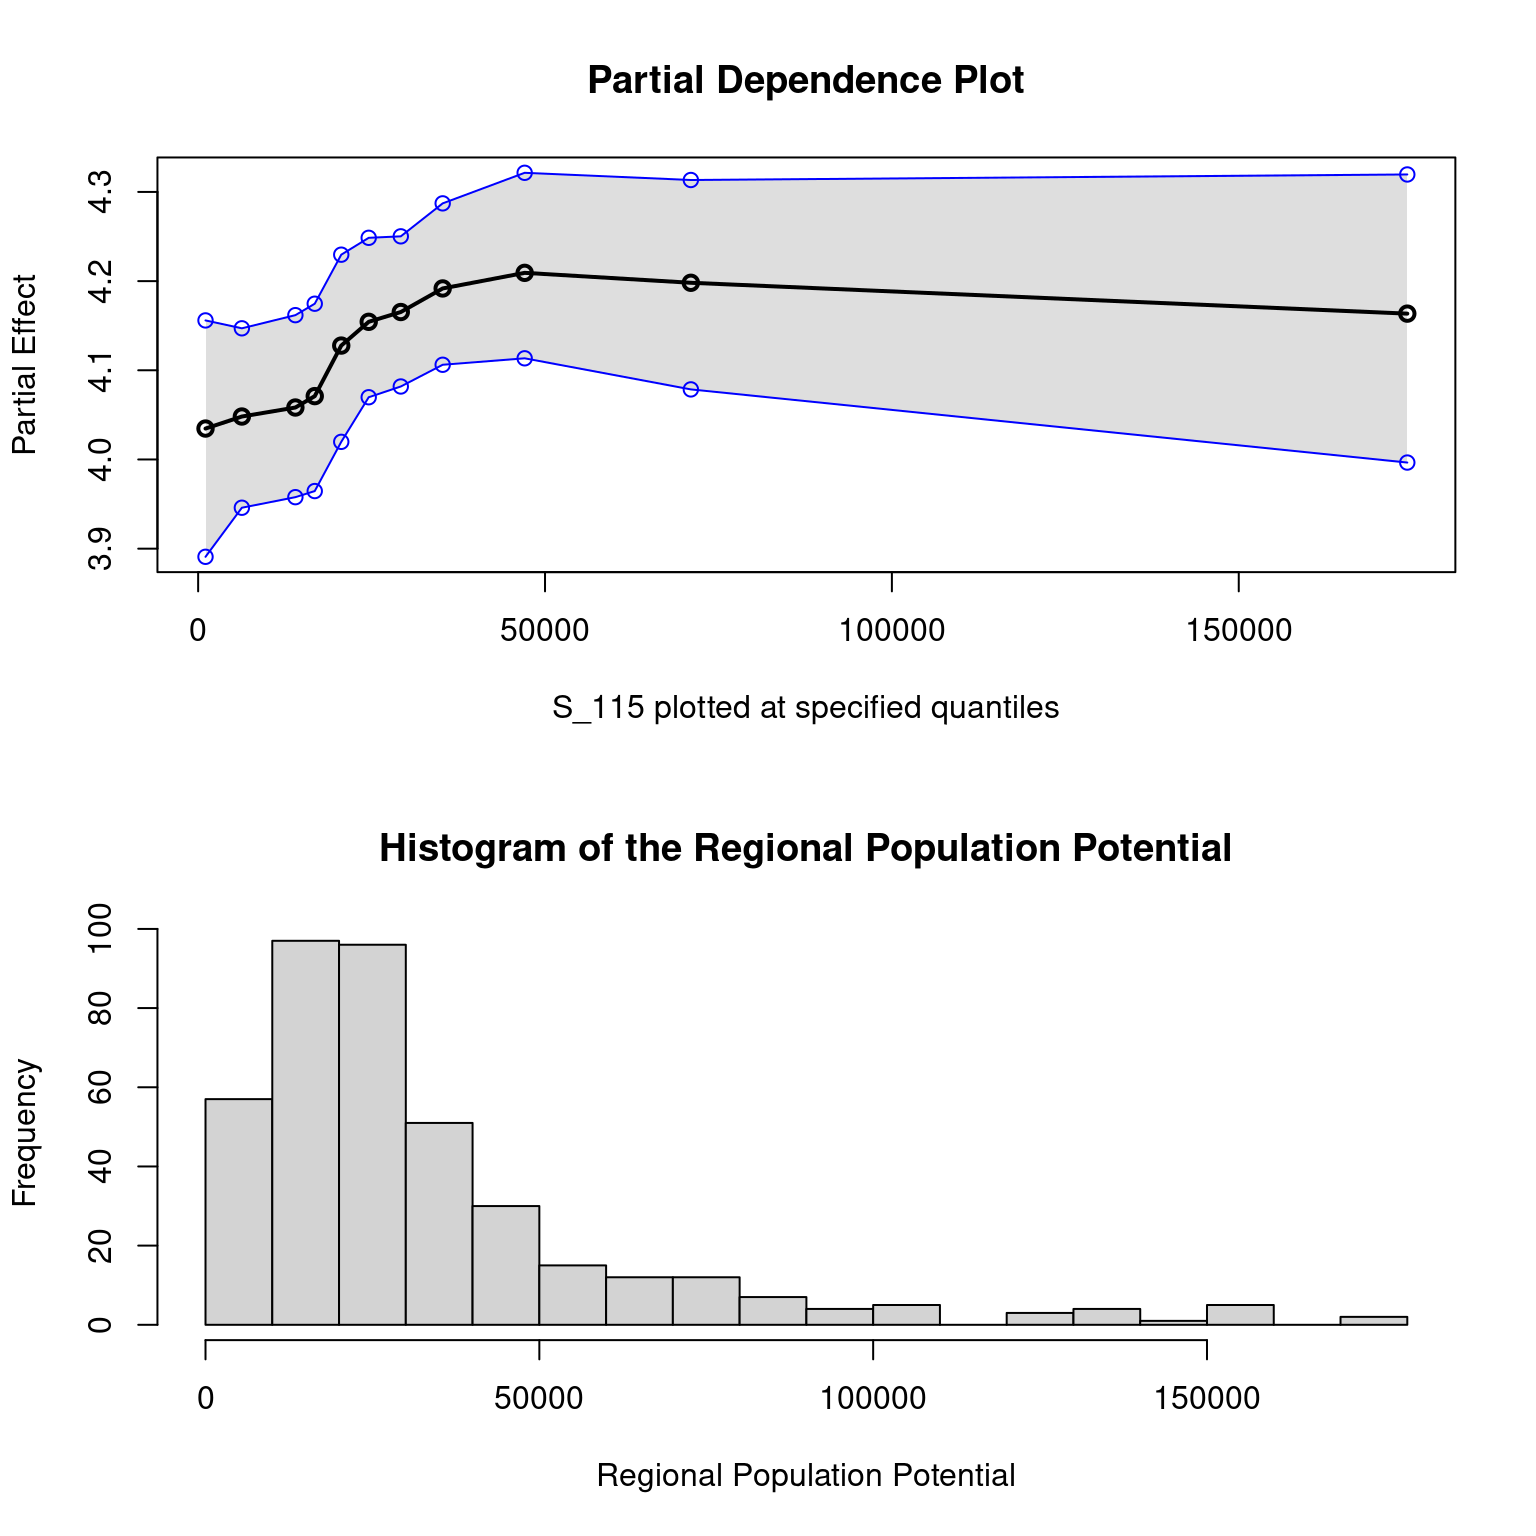 Partial Dependence Plot
Partial Effect
4.3
4.2
4.1
4.0
3.9
0 50000 100000 150000
S_115 plotted at specified quantiles
Histogram of the Regional Population Potential
Frequency
100
80
60
40
20
0
0 50000 100000 150000
Regional Population Potential